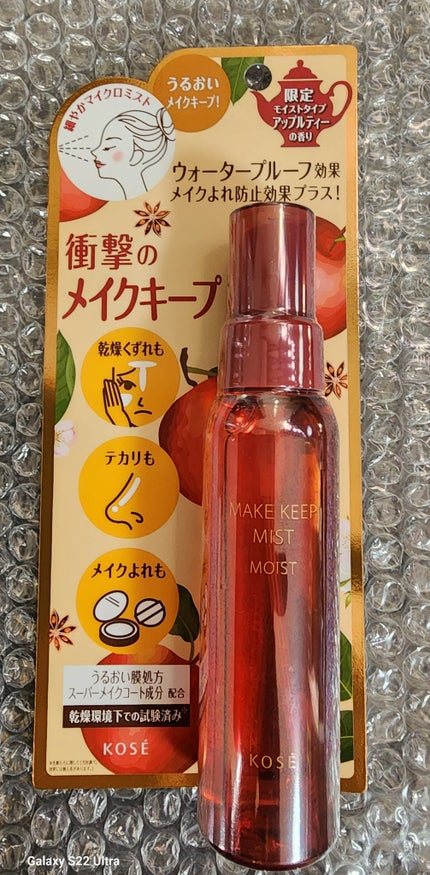 細やかマイクロミスト
うるおい
メイクキープ!
限定
モイストタイプ
アップルティー
の香り
ウォータープルーフ効果
メイクよれ防止効果プラス!
衝撃の
メイクキープ
乾燥くずれも
テカリも
メイクよれも
MAKE KEEP
MIST
MOIST
うるおい膜処方
スーパーメイクコート成分 配合
乾燥環境下での試験済み※
KOSÉ
KOSÉ
Galaxy S22 Ultra